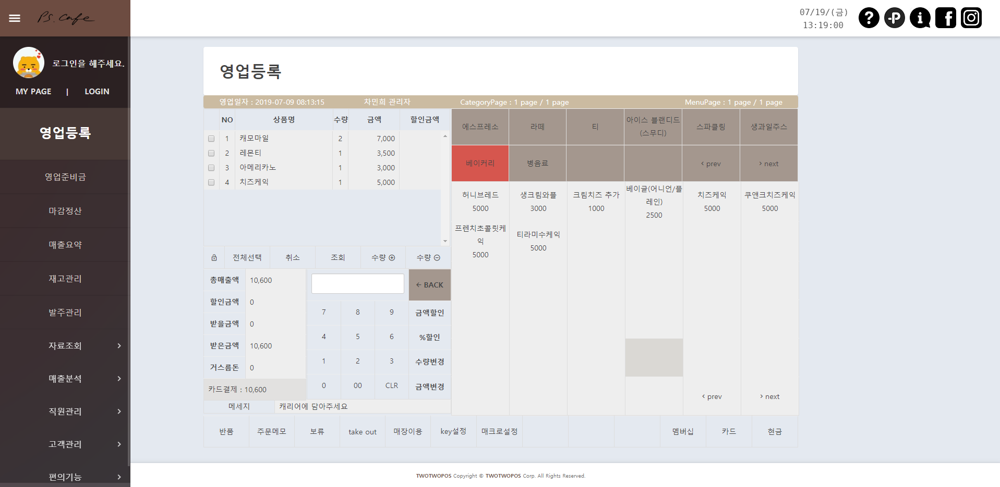 Ps. Cafe
07/19/(금)
13:19:00
로그인을 해주세요.
MY PAGE | LOGIN
영업등록
영업준비금
마감정산
매출요약
재고관리
발주관리
자료조회
매출분석
직원관리
고객관리
편의기능
영업등록
영업일자 : 2019-07-09 08:13:15 차민희 관리자 CategoryPage : 1 page / 1 page MenuPage : 1 page / 1 page
NO 상품명 수량 금액 할인금액
1 캐모마일 2 7,000
2 레몬티 1 3,500
3 아메리카노 1 3,000
4 치즈케익 1 5,000
전체선택 취소 조회 수량 수량
총매출액 10,600
할인금액 0
받을금액 0
받은금액 10,600
거스름돈 0
카드결제 : 10,600
BACK
7 8 9 금액할인
4 5 6 %할인
1 2 3 수량변경
0 00 CLR 금액변경
메세지 캐리어에 담아주세요
에스프레소 라떼 티 아이스 블랜디드 스파클링 생과일주스
(스무디)
베이커리 병음료 ‹ prev › next
허니브레드 생크림와플 크림치즈 추가 베이글(어니언/플 치즈케익 쿠앤크치즈케익
레인)
5000 3000 1000 2500 5000 5000
프렌치초콜릿케 티라미수케익
익
5000 5000
‹ prev › next
반품 주문메모 보류 take out 매장이용 key설정 매크로설정 멤버십 카드 현금
TWOTWOPOS Copyright © TWOTWOPOS Corp. All Rights Reserved.